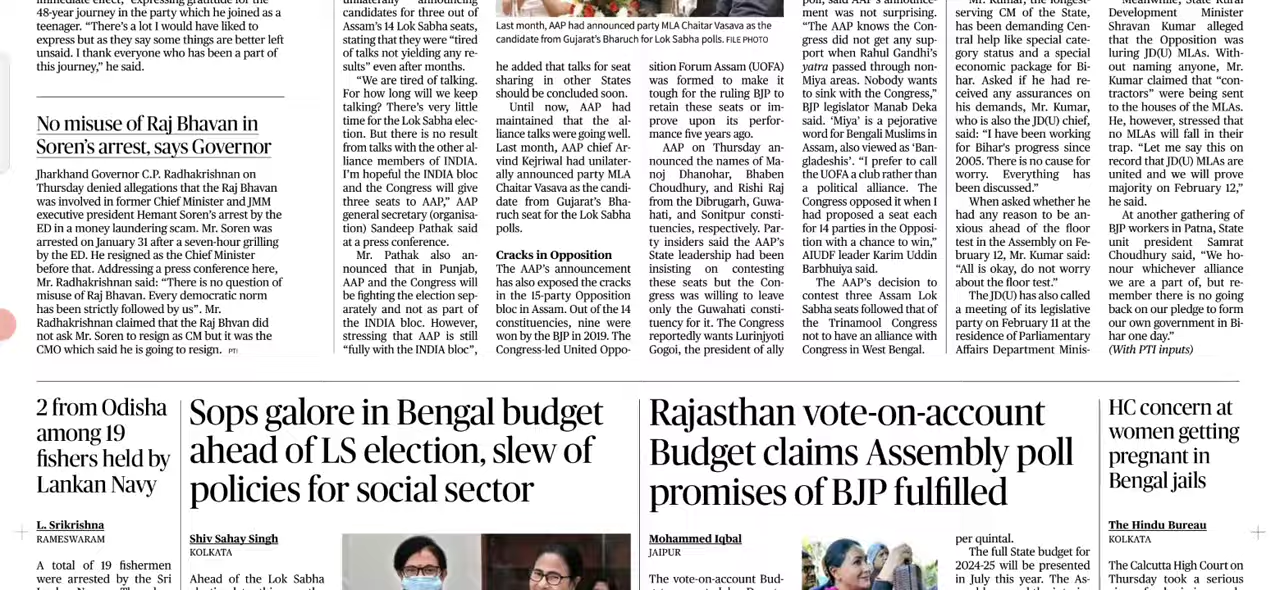 immediate effect," expressing gratitude for the
48-year journey in the party which he joined as a
teenager. "There's a lot I would have liked to
express but as they say some things are better left
unsaid. I thank everyone who has been a part of
this journey," he said.
No misuse of Raj Bhavan in
Soren's arrest, says Governor
Jharkhand Governor C.P. Radhakrishnan on
Thursday denied allegations that the Raj Bhavan
was involved in former Chief Minister and JMM
executive president Hemant Soren's arrest by the
ED in a money laundering scam. Mr. Soren was
arrested on January 31 after a seven-hour grilling
by the ED. He resigned as the Chief Minister
before that. Addressing a press conference here,
Mr. Radhakrishnan said: "There is no question of
misuse of Raj Bhavan. Every democratic norm
has been strictly followed by us". Mr.
Radhakrishnan claimed that the Raj Bhvan did
not ask Mr. Soren to resign as CM but it was the
CMO which said he is going to resign. PTI
unilaterally announcing
candidates for three out of
Assam's 14 Lok Sabha seats,
stating that they were "tired
of talks not yielding any re-
sults" even after months.
"We are tired of talking.
For how long will we keep
talking? There's very little
time for the Lok Sabha elec-
tion. But there is no result
from talks with the other al-
liance members of INDIA.
I'm hopeful the INDIA bloc
and the Congress will give
three seats to AAP," AAP
general secretary (organisa-
tion) Sandeep Pathak said
at a press conference.
Mr. Pathak also an-
nounced that in Punjab,
AAP and the Congress will
be fighting the election sep-
arately and not as part of
the INDIA bloc. However,
stressing that AAP is still
"fully with the INDIA bloc",
Last month, AAP had announced party MLA Chaitar Vasava as the
candidate from Gujarat's Bharuch for Lok Sabha polls. FILE PHOTO
he added that talks for seat
sharing in other States
should be concluded soon.
Until now, AAP had
maintained that the al-
liance talks were going well.
Last month, AAP chief Ar-
vind Kejriwal had unilater-
ally announced party MLA
Chaitar Vasava as the candi-
date from Gujarat's Bha-
ruch seat for the Lok Sabha
polls.
Cracks in Opposition
The AAP's announcement
has also exposed the cracks
in the 15-party Opposition
bloc in Assam. Out of the 14
constituencies, nine were
won by the BJP in 2019. The
Congress-led United Oppo-
sition Forum Assam (UOFA)
was formed to make it
tough for the ruling BJP to
retain these seats or im-
prove upon its perfor-
mance five years ago.
AAP on Thursday an-
nounced the names of Ma-
noj Dhanohar, Bhaben
Choudhury, and Rishi Raj
from the Dibrugarh, Guwa-
hati, and Sonitpur consti-
tuencies, respectively. Par-
ty insiders said the AAP's
State leadership had been
insisting on contesting
these seats but the Con-
gress was willing to leave
only the Guwahati consti-
tuency for it. The Congress
reportedly wants Lurinjyoti
Gogoi, the president of ally
poll, said AAP's announce-
ment was not surprising.
"The AAP knows the Con-
gress did not get any sup-
port when Rahul Gandhi's
yatra passed through non-
Miya areas. Nobody wants
to sink with the Congress,"
BJP legislator Manab Deka
said. 'Miya' is a pejorative
word for Bengali Muslims in
Assam, also viewed as 'Ban-
gladeshis'. "I prefer to call
the UOFA a club rather than
a political alliance. The
Congress opposed it when I
had proposed a seat each
for 14 parties in the Opposi-
tion with a chance to win,"
AIUDF leader Karim Uddin
Barbhuiya said.
The AAP's decision to
contest three Assam Lok
Sabha seats followed that of
the Trinamool Congress
not to have an alliance with
Congress in West Bengal.
Mr. Kumar, the longest-
serving CM of the State,
has been demanding Cen-
tral help like special cate-
gory status and a special
economic package for Bi-
har. Asked if he had re-
ceived any assurances on
his demands, Mr. Kumar,
who is also the JD(U) chief,
said: "I have been working
for Bihar's progress since
2005. There is no cause for
worry. Everything has
been discussed."
When asked whether he
had any reason to be an-
xious ahead of the floor
test in the Assembly on Fe-
bruary 12, Mr. Kumar said:
"All is okay, do not worry
about the floor test."
The JD(U) has also called
a meeting of its legislative
party on February 11 at the
residence of Parliamentary
Affairs Department Minis-
Meanwhile, State Rural
Development Minister
Shravan Kumar alleged
that the Opposition was
luring JD(U) MLAs. With-
out naming anyone, Mr.
Kumar claimed that "con-
tractors" were being sent
to the houses of the MLAs.
He, however, stressed that
no MLAs will fall in their
trap. "Let me say this on
record that JD(U) MLAs are
united and we will prove
majority on February 12,"
he said.
At another gathering of
BJP workers in Patna, State
unit president Samrat
Choudhary said, "We ho-
nour whichever alliance
we are a part of, but re-
member there is no going
back on our pledge to form
our own government in Bi-
har one day."
(With PTI inputs)
2 from Odisha
among 19
fishers held by
Lankan Navy
L. Srikrishna
RAMESWARAM
A total of 19 fishermen
were arrested by the Sri
Sops galore in Bengal budget
ahead of LS election, slew of
policies for social sector
Shiv Sahay Singh
KOLKATA
Ahead of the Lok Sabha
Rajasthan vote-on-account
Budget claims Assembly poll
promises of BJP fulfilled
Mohammed Iqbal
JAIPUR
The vote-on-account Bud-
per quintal.
The full State budget for
2024-25 will be presented
in July this year. The As-
HC concern at
women getting
pregnant in
Bengal jails
The Hindu Bureau
KOLKATA
The Calcutta High Court on
Thursday took a serious